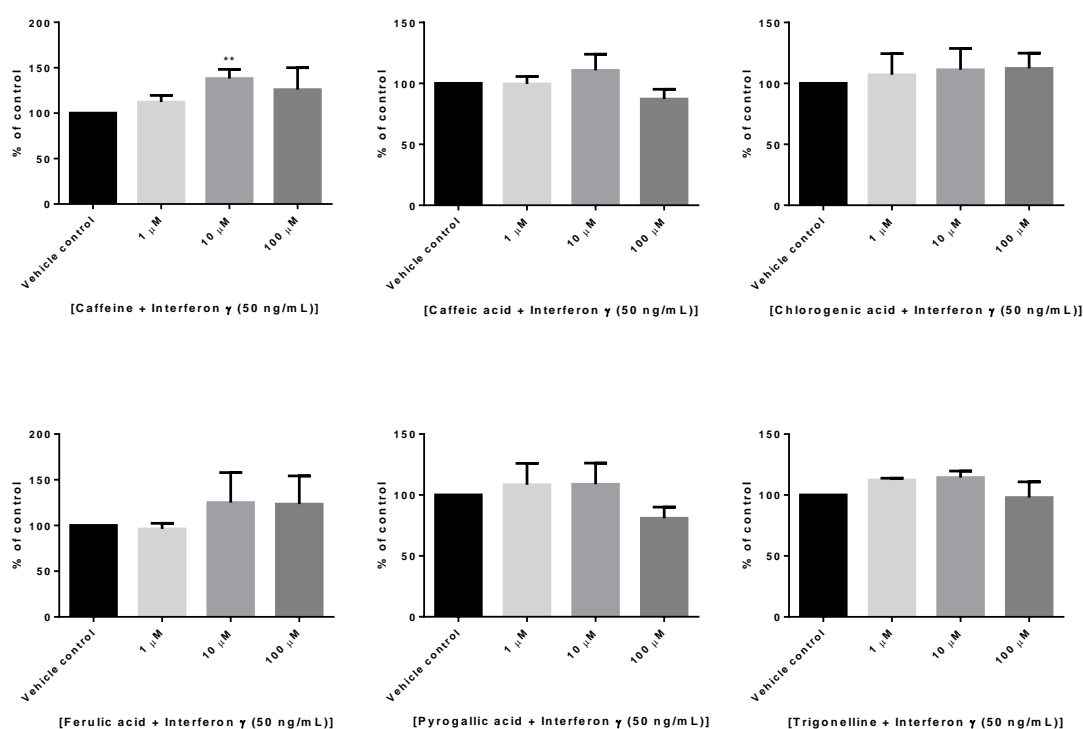 200
150
100
50
0
% of control
**
Vehicle control
1 μM
10 μM
100 μM
[Caffeine + Interferon γ (50 ng/mL)]
150
100
50
0
% of control
Vehicle control
1 μM
10 μM
100 μM
[Caffeic acid + Interferon γ (50 ng/mL)]
150
100
50
0
% of control
Vehicle control
1 μM
10 μM
100 μM
[Chlorogenic acid + Interferon γ (50 ng/mL)]
200
150
100
50
0
% of control
Vehicle control
1 μM
10 μM
100 μM
[Ferulic acid + Interferon γ (50 ng/mL)]
150
100
50
0
% of control
Vehicle control
1 μM
10 μM
100 μM
[Pyrogallic acid + Interferon γ (50 ng/mL)]
150
100
50
0
% of control
Vehicle control
1 μM
10 μM
100 μM
[Trigonelline + Interferon γ (50 ng/mL)]